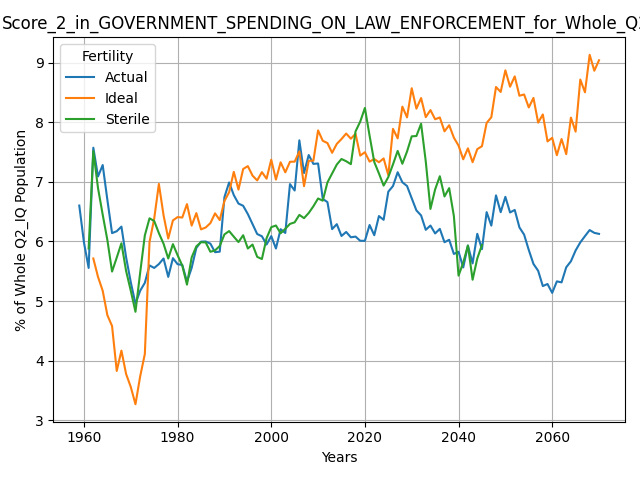 Score_2_in_GOVERNMENT_SPENDING_ON_LAW_ENFORCEMENT_for_Whole_Q
Fertility
Actual
Ideal
Sterile
% of Whole Q2_IQ Population
9
8
7
6
5
4
3
1960 1980 2000 2020 2040 2060
Years